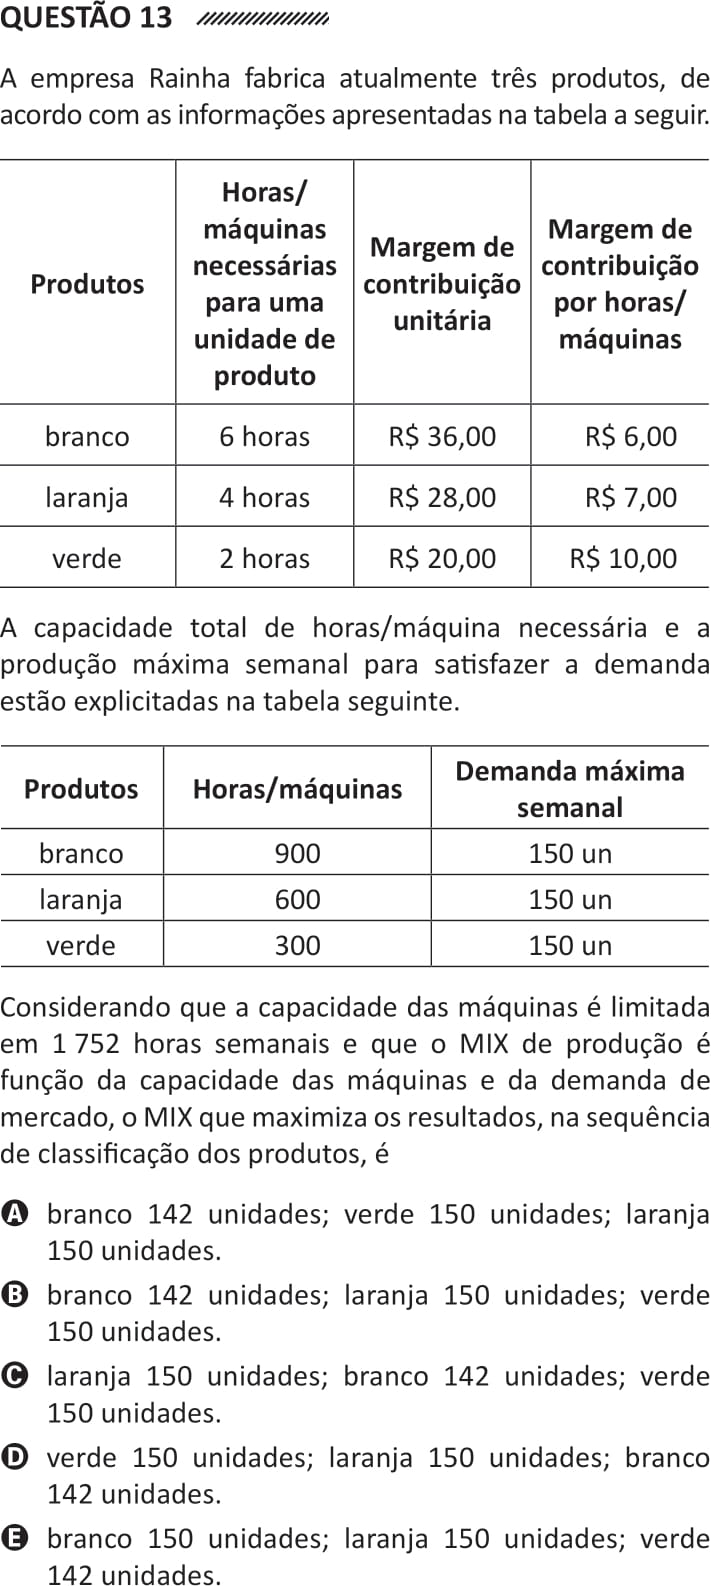 QUESTÃO 13
A empresa Rainha fabrica atualmente três produtos, de
acordo com as informações apresentadas na tabela a seguir.
Produtos
Horas/
máquinas
necessárias
para uma
unidade de
produto
Margem de
contribuição
unitária
Margem de
contribuição
por horas/
máquinas
branco 6 horas R$ 36,00 R$ 6,00
laranja 4 horas R$ 28,00 R$ 7,00
verde 2 horas R$ 20,00 R$ 10,00
A capacidade total de horas/máquina necessária e a
produção máxima semanal para satisfazer a demanda
estão explicitadas na tabela seguinte.
Produtos
Horas/máquinas
Demanda máxima
semanal
branco 900 150 un
laranja 600 150 un
verde 300 150 un
Considerando que a capacidade das máquinas é limitada
em 1 752 horas semanais e que o MIX de produção é
função da capacidade das máquinas e da demanda de
mercado, o MIX que maximiza os resultados, na sequência
de classificação dos produtos, é
A branco 142 unidades; verde 150 unidades; laranja
150 unidades.
B branco 142 unidades; laranja 150 unidades; verde
150 unidades.
C laranja 150 unidades; branco 142 unidades; verde
150 unidades.
D verde 150 unidades; laranja 150 unidades; branco
142 unidades.
E branco 150 unidades; laranja 150 unidades; verde
142 unidades.